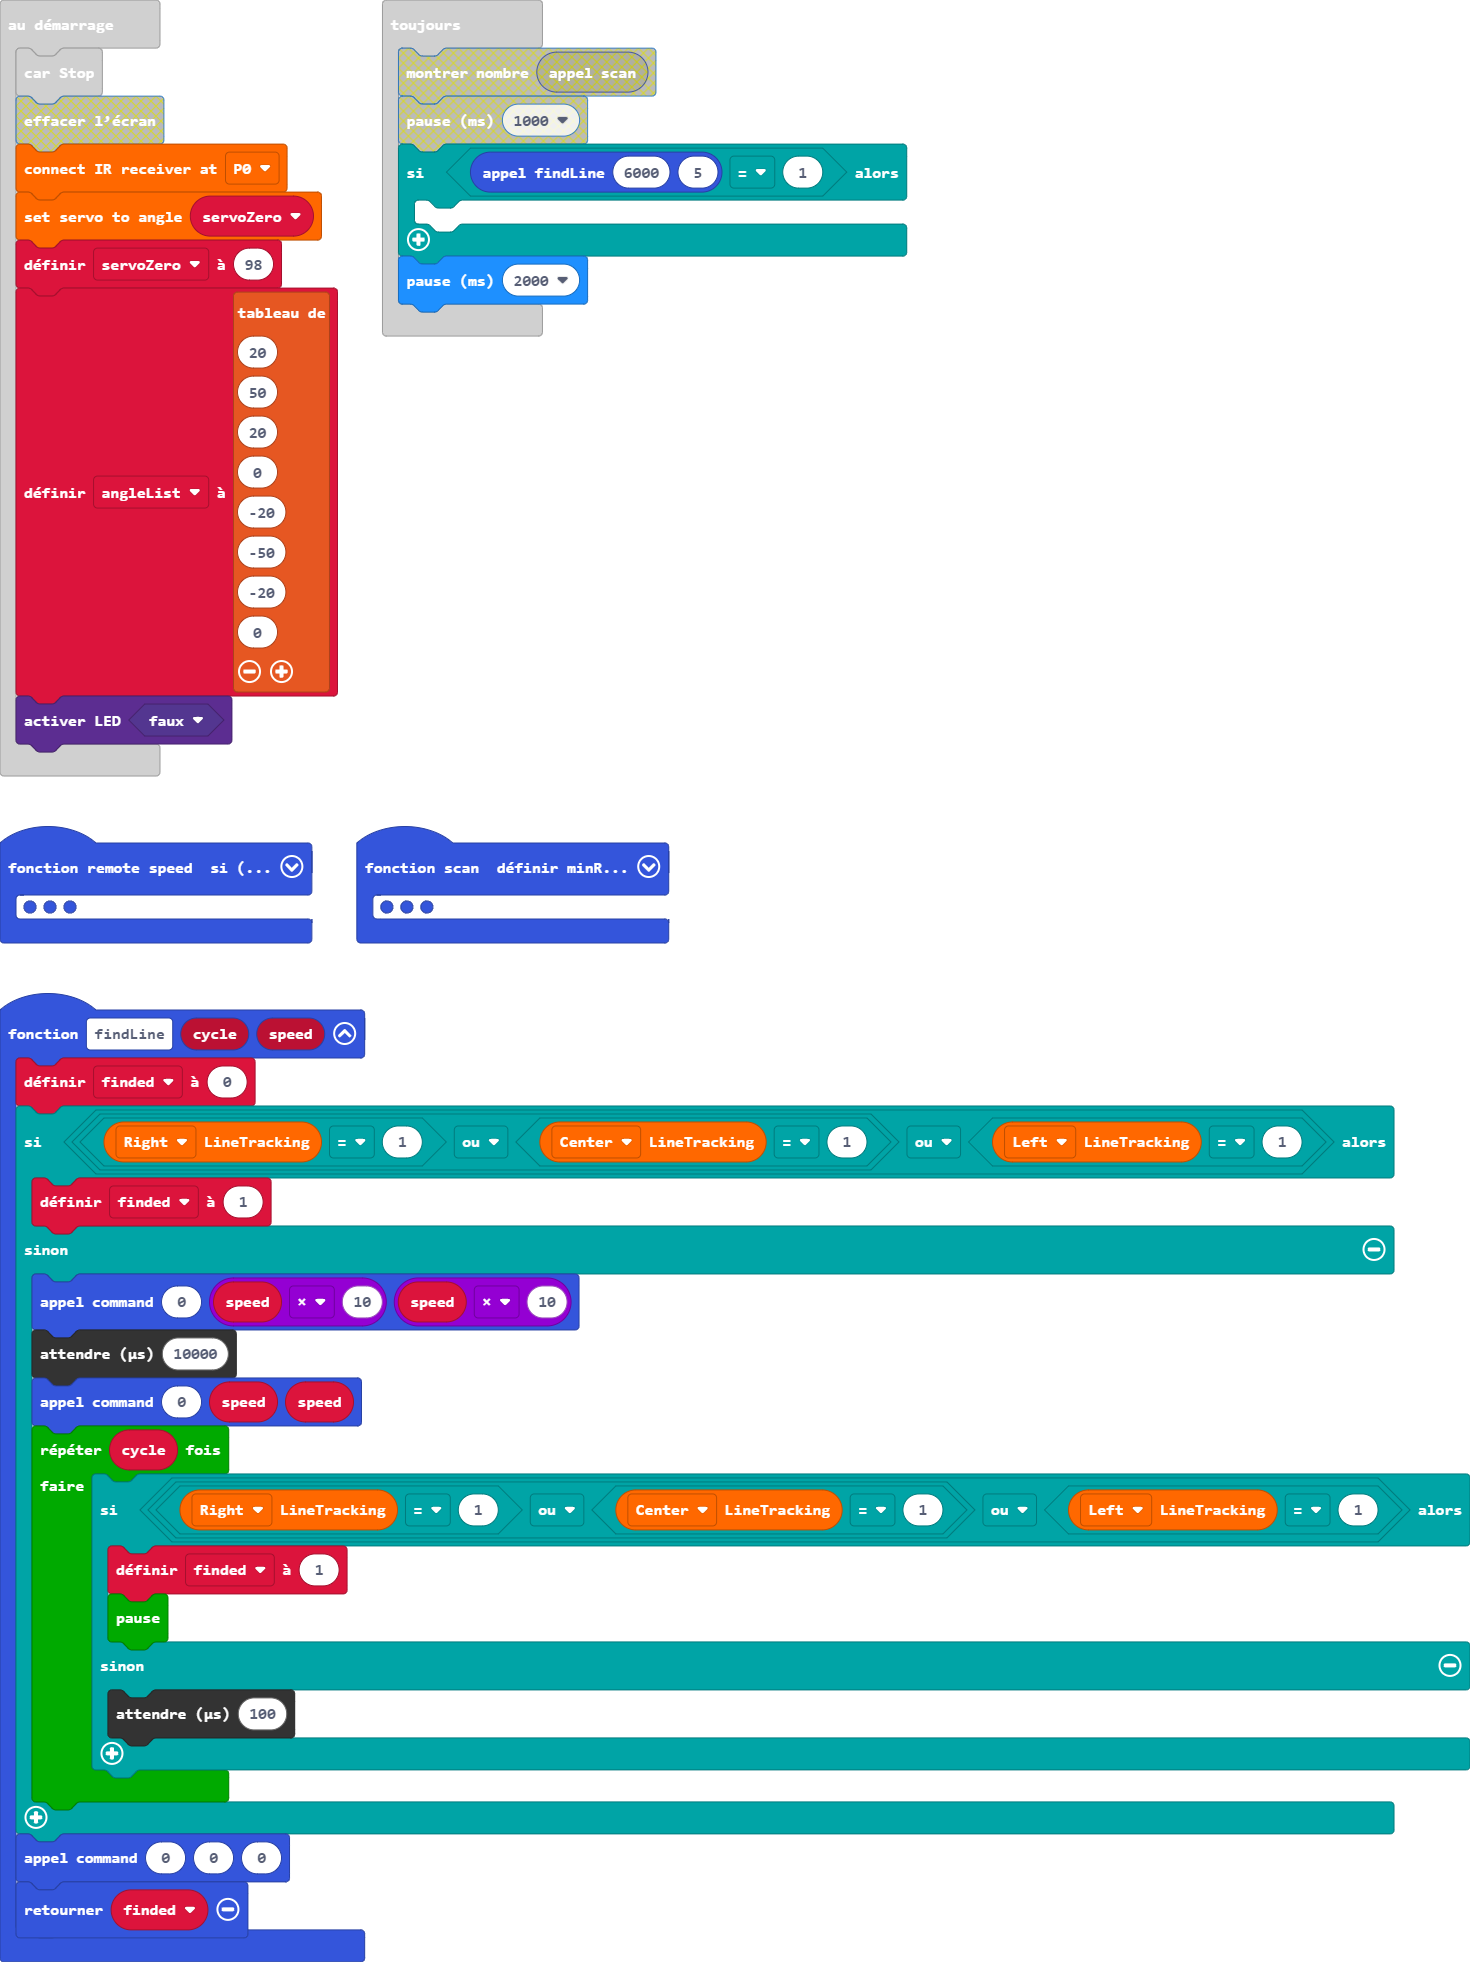 au démarrage
car Stop
effacer l'écran
connect IR receiver at P0
set servo to angle servoZero
définir servoZero à 98
définir angleList à
tableau de
20
50
20
0
-20
-50
-20
0
activer LED faux
toujours
montrer nombre appel scan
pause (ms) 1000
si appel findLine 6000 5 = 1 alors
pause (ms) 2000
fonction remote speed si (...
fonction scan définir minR...
fonction findLine cycle speed
définir finded à 0
si Right LineTracking = 1 ou Center LineTracking = 1 ou Left LineTracking = 1 alors
définir finded à 1
sinon
appel command 0 speed × 10 speed × 10
attendre (µs) 10000
appel command 0 speed speed
répéter cycle fois
faire
si Right LineTracking = 1 ou Center LineTracking = 1 ou Left LineTracking = 1 alors
définir finded à 1
pause
sinon
attendre (µs) 100
appel command 0 0 0
retourner finded